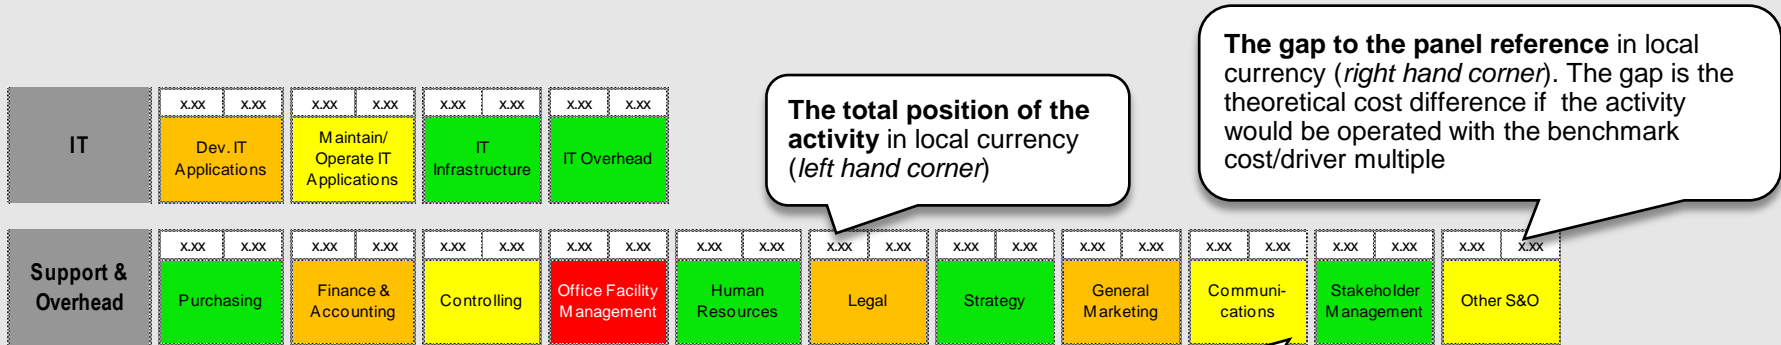 The gap to the panel reference in local
currency (right hand corner). The gap is the
theoretical cost difference if the activity
would be operated with the benchmark
cost/driver multiple
The total position of the
activity in local currency
(left hand corner)
IT
x.xx x.xx x.xx x.xx x.xx x.xx x.xx x.xx
Dev. IT
Applications
Maintain/
Operate IT
Applications
IT
Infrastructure
IT Overhead
Support &
Overhead
x.xx x.xx x.xx x.xx x.xx x.xx x.xx x.xx x.xx x.xx x.xx x.xx x.xx x.xx x.xx x.xx x.xx x.xx x.xx x.xx x.xx x.xx
Purchasing
Finance &
Accounting
Controlling
Office Facility
Management
Human
Resources
Legal
Strategy
General
Marketing
Communi-
cations
Stakeholder
Management
Other S&O